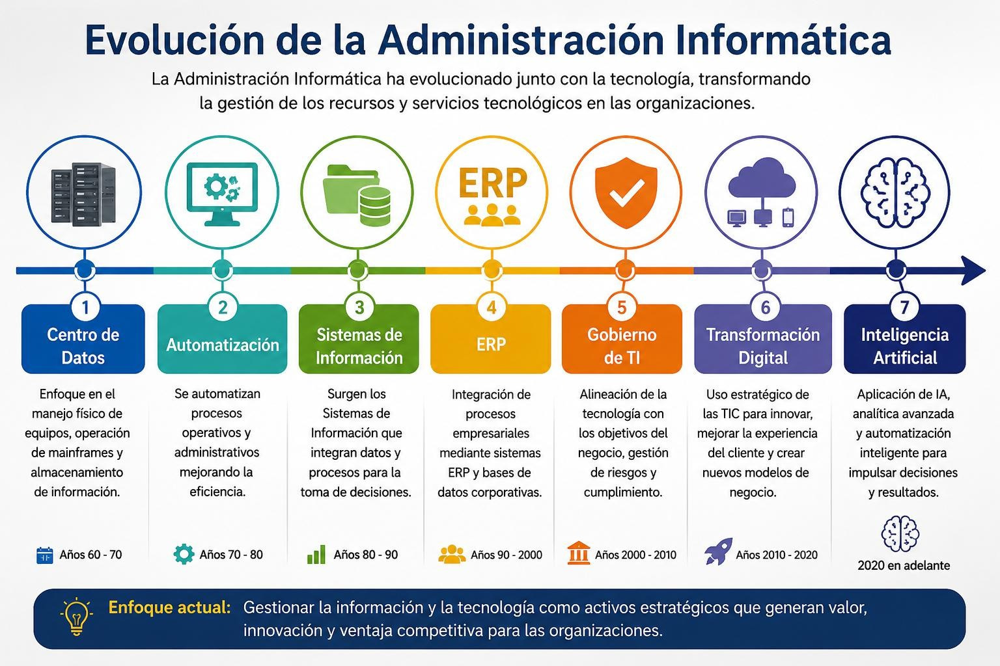 Evolución de la Administración Informática
La Administración Informática ha evolucionado junto con la tecnología, transformando
la gestión de los recursos y servicios tecnológicos en las organizaciones.
ERP
1
Centro de
Datos
Enfoque en el
manejo físico de
equipos, operación
de mainframes y
almacenamiento
de información.
Años 60 - 70
2
Automatización
Se automatizan
procesos
operativos y
administrativos
mejorando la
eficiencia.
Años 70 - 80
3
Sistemas de
Información
Surgen los
Sistemas de
Información que
integran datos y
procesos para la
toma de decisiones.
Años 80 - 90
4
ERP
Integración de
procesos
empresariales
mediante sistemas
ERP y bases de
datos corporativas.
Años 90 - 2000
5
Gobierno
de TI
Alineación de la
tecnología con
los objetivos del
negocio, gestión
de riesgos y
cumplimiento.
Años 2000 - 2010
6
Transformación
Digital
Uso estratégico de
las TIC para innovar,
mejorar la experiencia
del cliente y crear
nuevos modelos de
negocio.
Años 2010 - 2020
7
Inteligencia
Artificial
Aplicación de IA,
analítica avanzada
y automatización
inteligente para
impulsar decisiones
y resultados.
2020 en adelante
Enfoque actual: Gestionar la información y la tecnología como activos estratégicos que generan valor,
innovación y ventaja competitiva para las organizaciones.